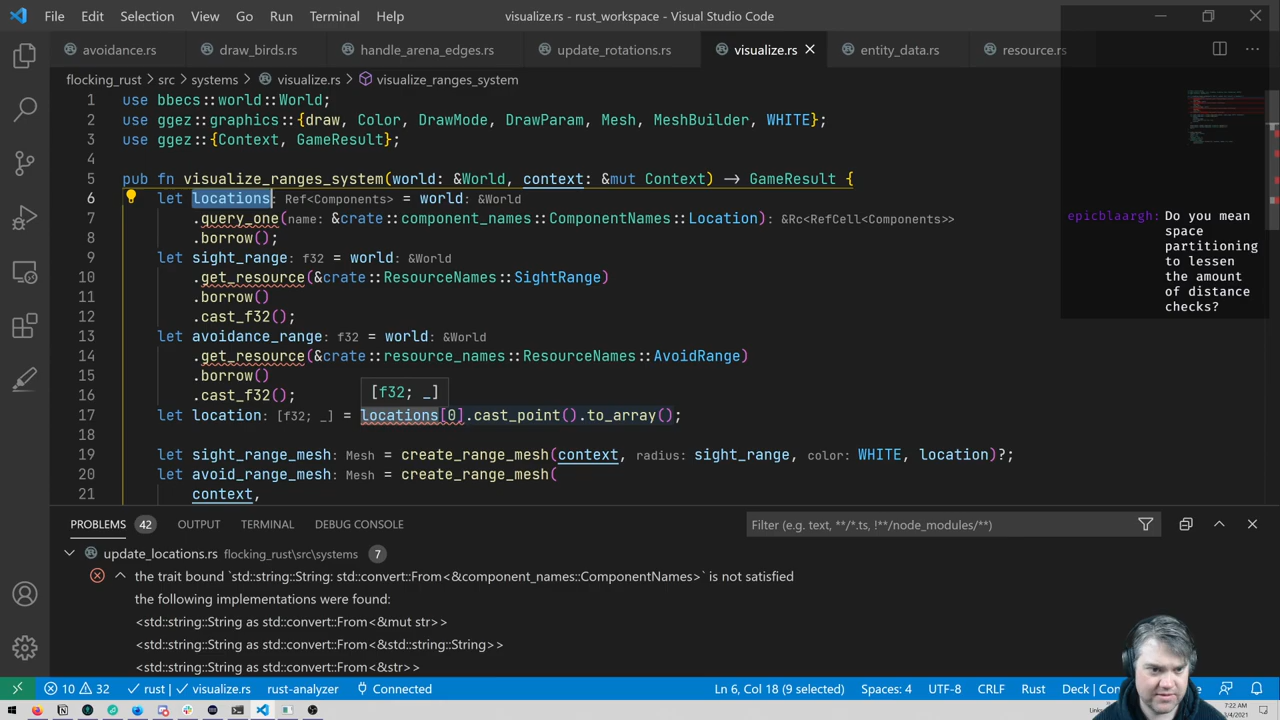 File Edit Selection View Go Run Terminal Help
visualize.rs - rust_workspace - Visual Studio Code
avoidance.rs
draw_birds.rs
handle_arena_edges.rs
update_rotations.rs
visualize.rs
entity_data.rs
resource.rs
flocking_rust > src > systems > visualize.rs > visualize_ranges_system
1 use bbecs::world::World;
2 use ggez::graphics::{draw, Color, DrawMode, DrawParam, Mesh, MeshBuilder, WHITE};
3 use ggez::{Context, GameResult};
4
5 pub fn visualize_ranges_system(world: &World, context: &mut Context) -> GameResult {
6 let locations: Ref<Components> = world: &World
7 .query_one(name: &crate::component_names::ComponentNames::Location): &Rc<RefCell<Components>>
8 .borrow();
9 let sight_range: f32 = world: &World
10 .get_resource(&crate::ResourceNames::SightRange)
11 .borrow()
12 .cast_f32();
13 let avoidance_range: f32 = world: &World
14 .get_resource(&crate::resource_names::ResourceNames::AvoidRange)
15 .borrow()
16 .cast_f32();
[f32; _]
17 let location: [f32; _] = locations[0].cast_point().to_array();
18
19 let sight_range_mesh: Mesh = create_range_mesh(context, radius: sight_range, color: WHITE, location)?;
20 let avoid_range_mesh: Mesh = create_range_mesh(
21 context,
epicblaargh: Do you mean
space
partitioning
to lessen
the amount
of distance
checks?
PROBLEMS 42 OUTPUT TERMINAL DEBUG CONSOLE
Filter (e.g. text, **/*.ts, !**/node_modules/**)
update_locations.rs flocking_rust\src\systems 7
the trait bound `std::string::String: std::convert::From<&component_names::ComponentNames>` is not satisfied
the following implementations were found:
<std::string::String as std::convert::From<&mut str>>
<std::string::String as std::convert::From<&std::string::String>>
<std::string::String as std::convert::From<&str>>
10 32 rust | visualize.rs rust-analyzer Connected
Ln 6, Col 18 (9 selected) Spaces: 4 UTF-8 CRLF Rust Deck | Con
7:22 AM
3/4/2021